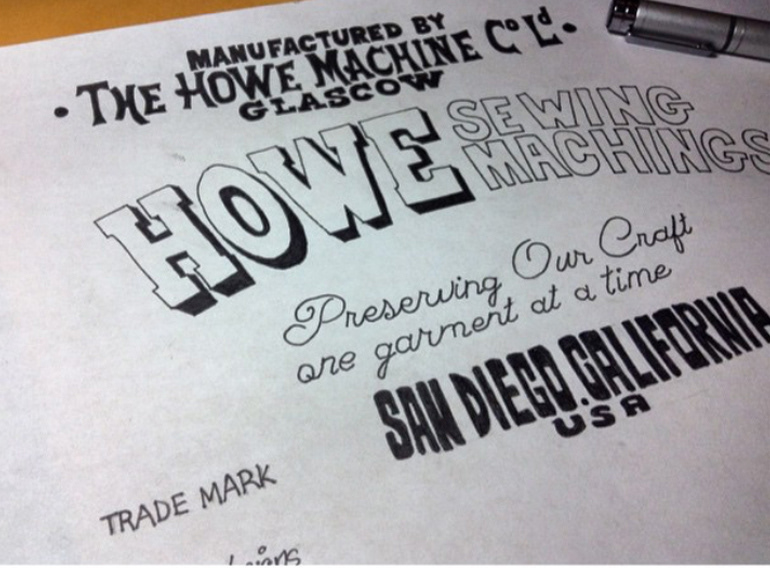 MANUFACTURED BY
• THE HOWE MACHINE Co Ld •
GLASCOW
HOWE SEWING
MACHINGS
Preserving Our Craft
one garment at a time
SAN DIEGO.CALIFORNIA
USA
TRADE MARK